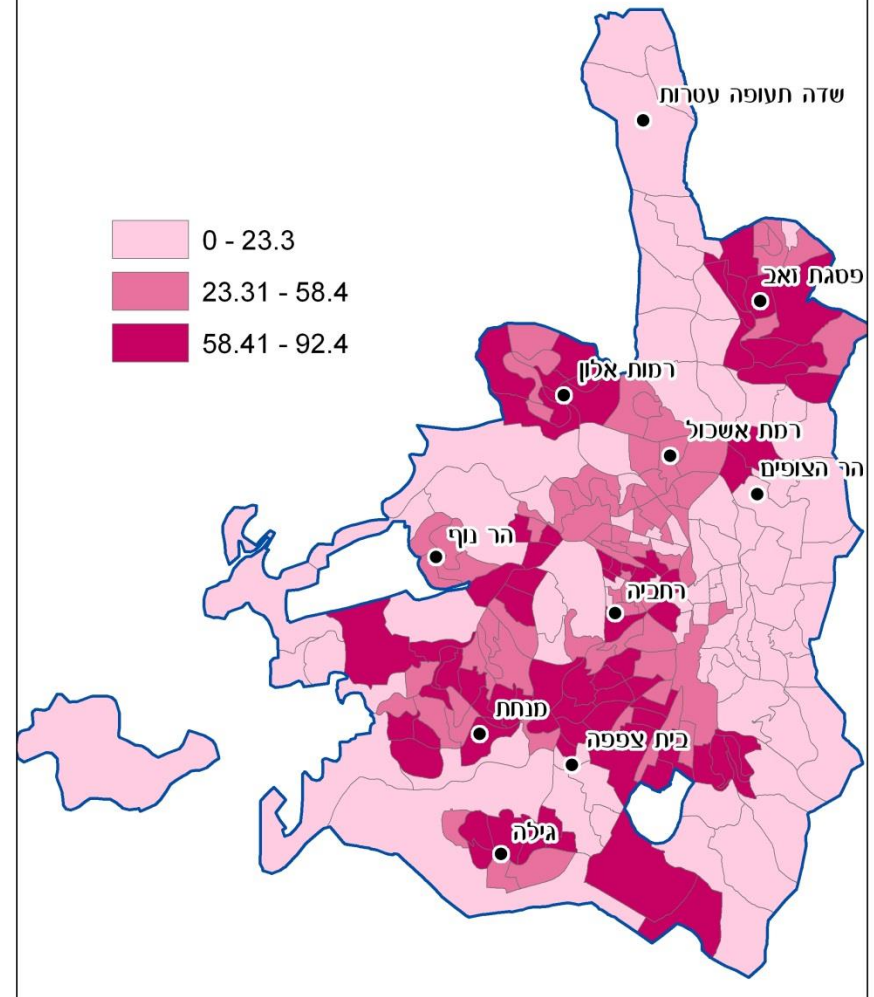 שדה תעופה עטרות
0 - 23.3
23.31 - 58.4
58.41 - 92.4
פסגת זאב
רמות אלון
רמת אשכול
הר הצופים
הר נוף
רחביה
מנחת
בית צפפה
גילה